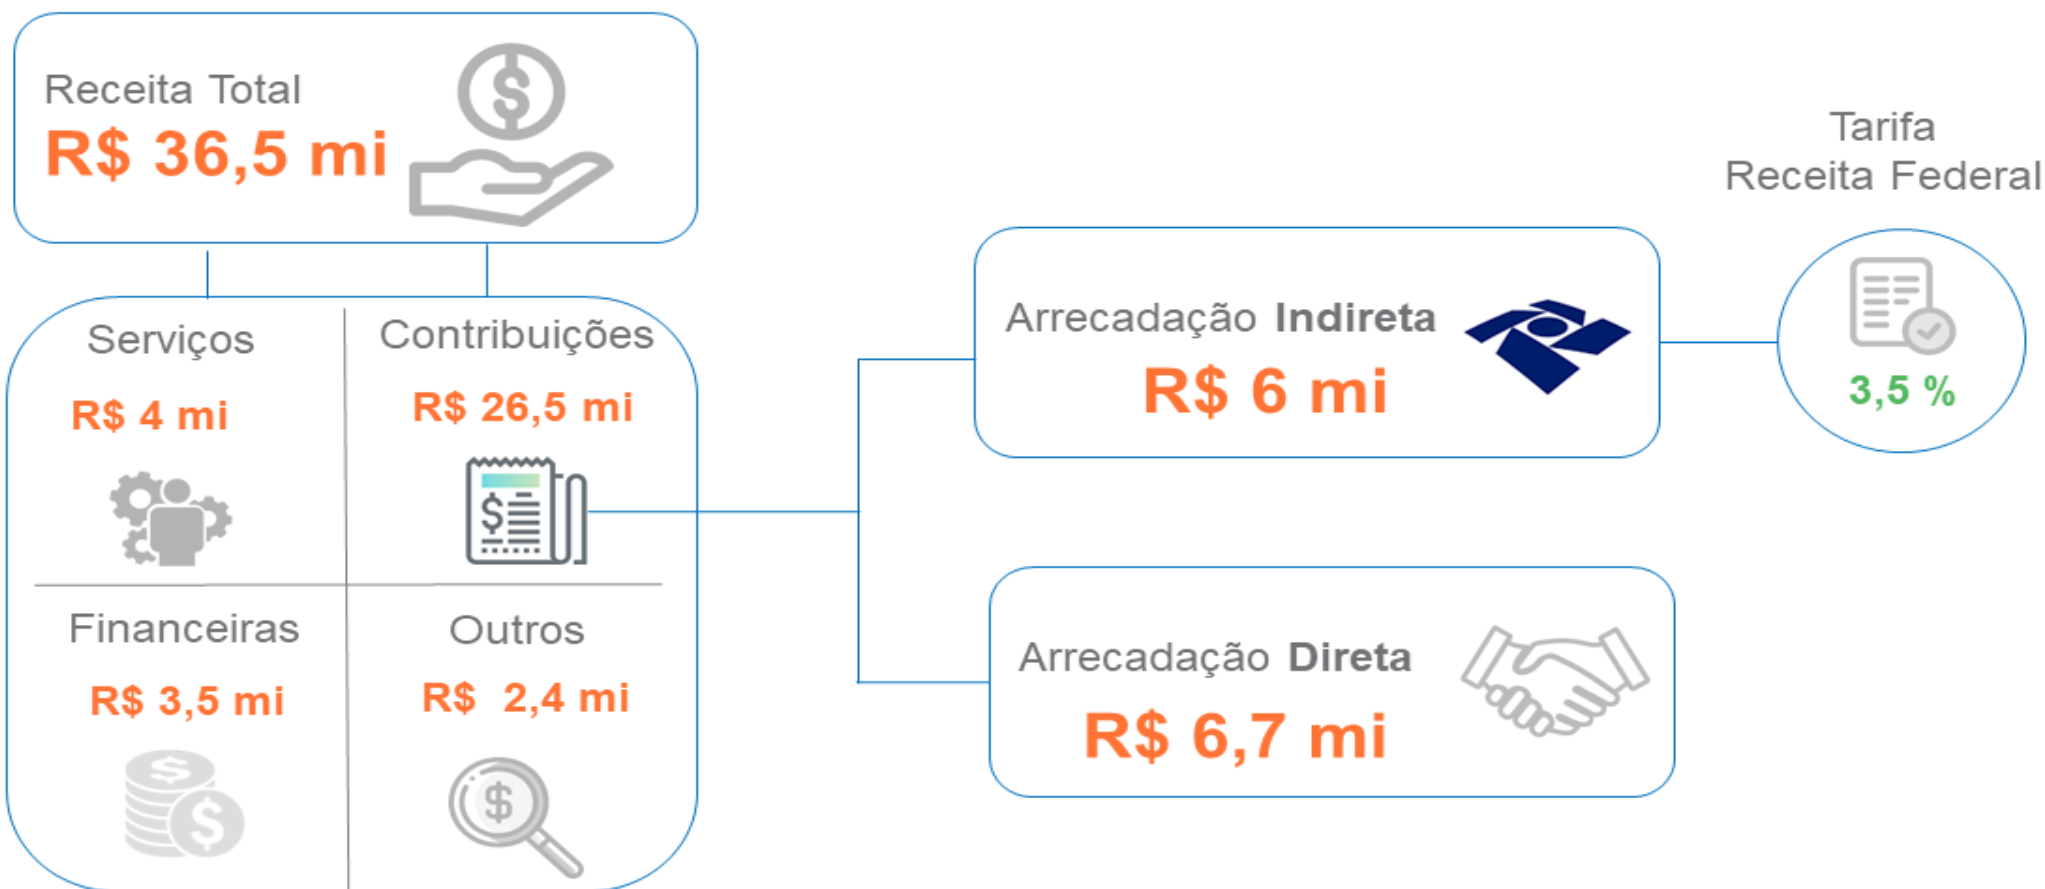 Receita Total
R$ 36,5 mi
Serviços
R$ 4 mi
Contribuições
R$ 26,5 mi
Financeiras
R$ 3,5 mi
Outros
R$ 2,4 mi
Arrecadação Indireta
R$ 6 mi
Tarifa
Receita Federal
3,5 %
Arrecadação Direta
R$ 6,7 mi